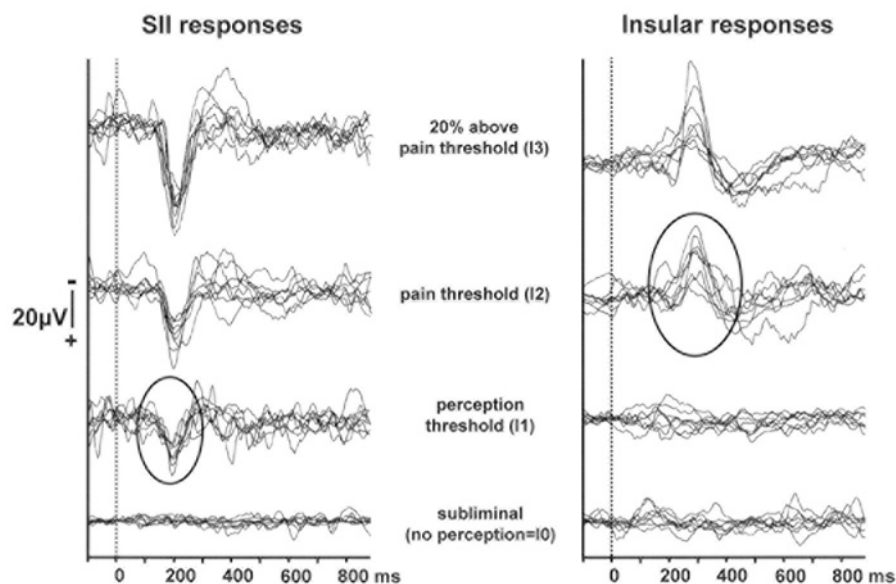 SII responses
Insular responses
20% above
pain threshold (I3)
pain threshold (I2)
-
20µV
+
perception
threshold (I1)
subliminal
(no perception=I0)
0 200 400 600 800 ms
0 200 400 600 800 ms